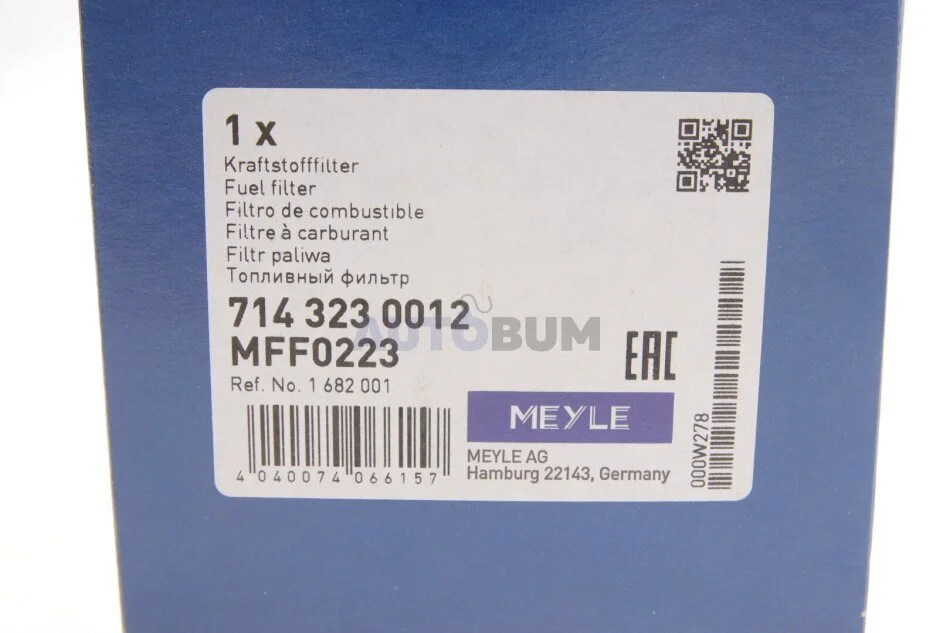 1 x
Kraftstofffilter
Fuel filter
Filtro de combustible
Filtre à carburant
Filtr paliwa
Топливный фильтр
714 323 0012
AUTOBUM
MFF0223
EAC
Ref. No. 1 682 001
MEYLE
MEYLE AG
Hamburg 22143, Germany
4 040074 066157
000W278